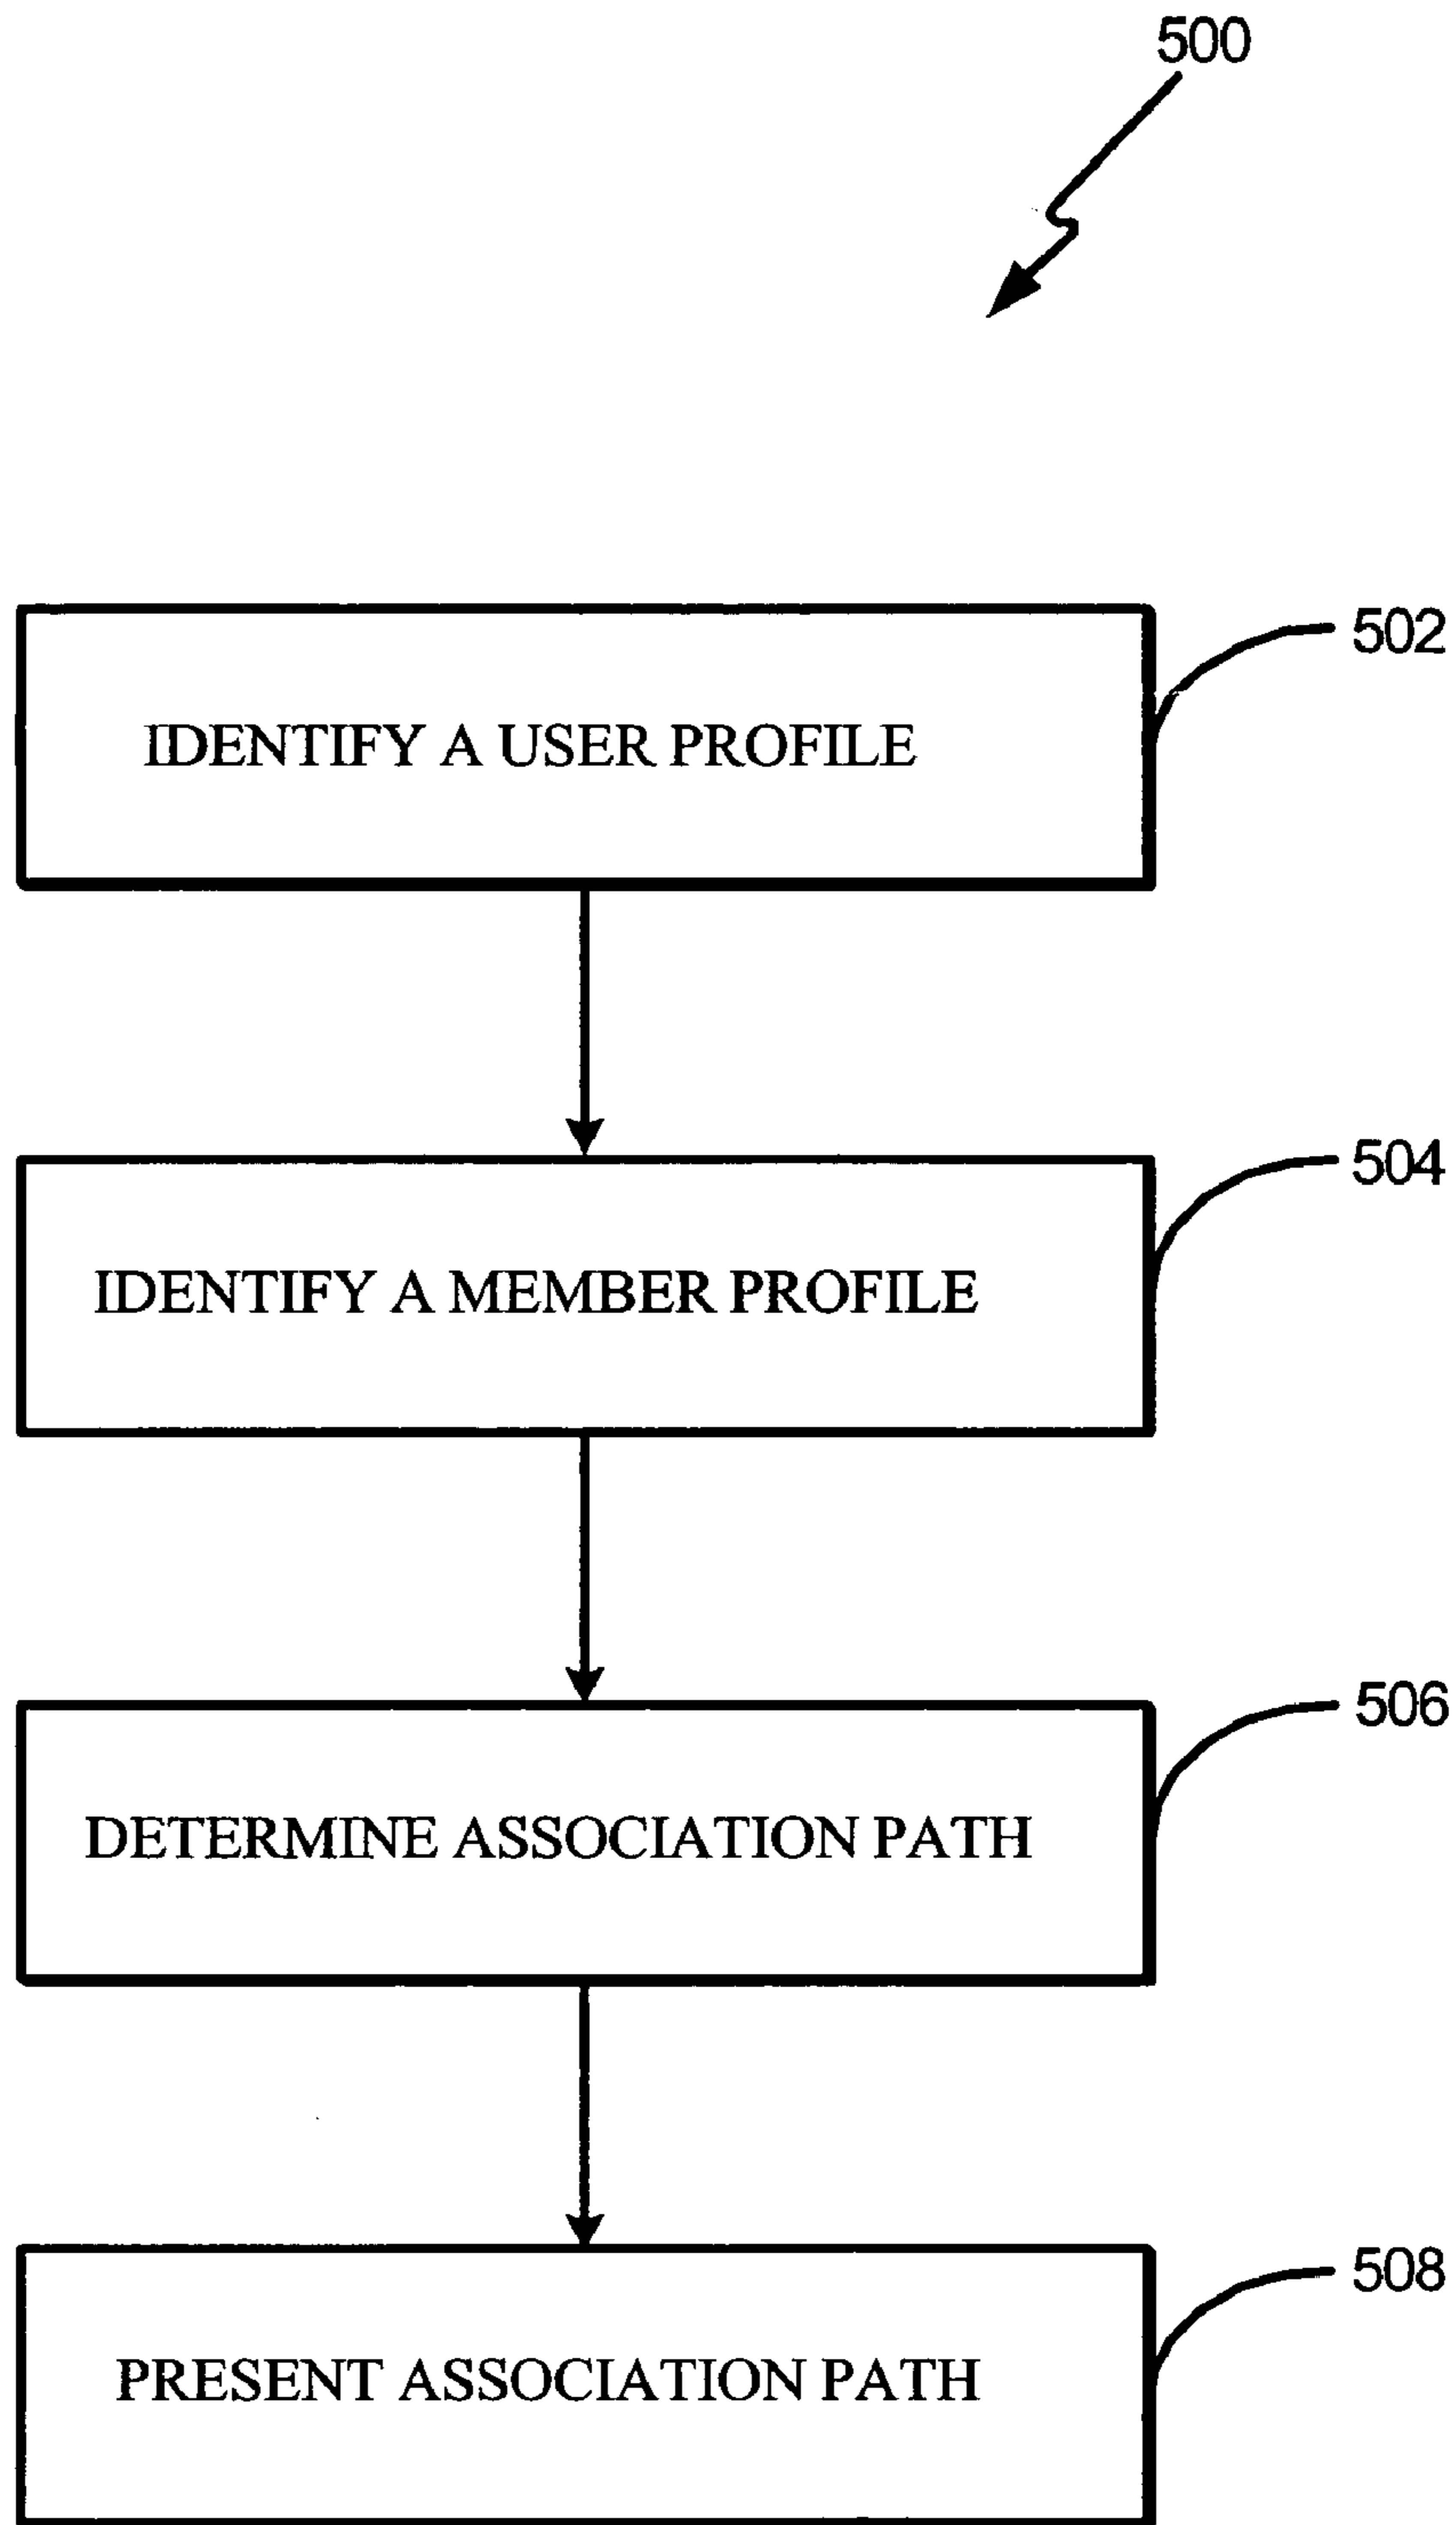 500
IDENTIFY A USER PROFILE
502
IDENTIFY A MEMBER PROFILE
504
DETERMINE ASSOCIATION PATH
506
PRESENT ASSOCIATION PATH
508